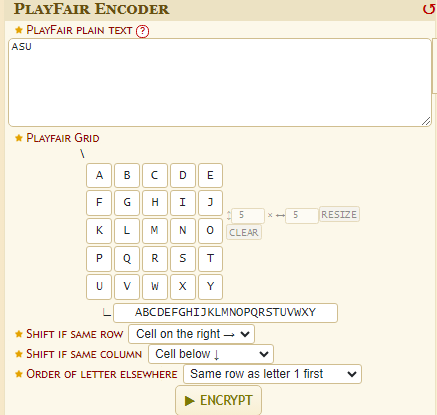 PlayFair Encoder ↺
★ PlayFair plain text ?
ASU
★ Playfair Grid
\
A B C D E
F G H I J
K L M N O
P Q R S T
U V W X Y
↕ 5 × ↔ 5 RESIZE
CLEAR
∟ ABCDEFGHIJKLMNOPQRSTUVWXY
★ Shift if same row Cell on the right →
★ Shift if same column Cell below ↓
★ Order of letter elsewhere Same row as letter 1 first
▶ ENCRYPT